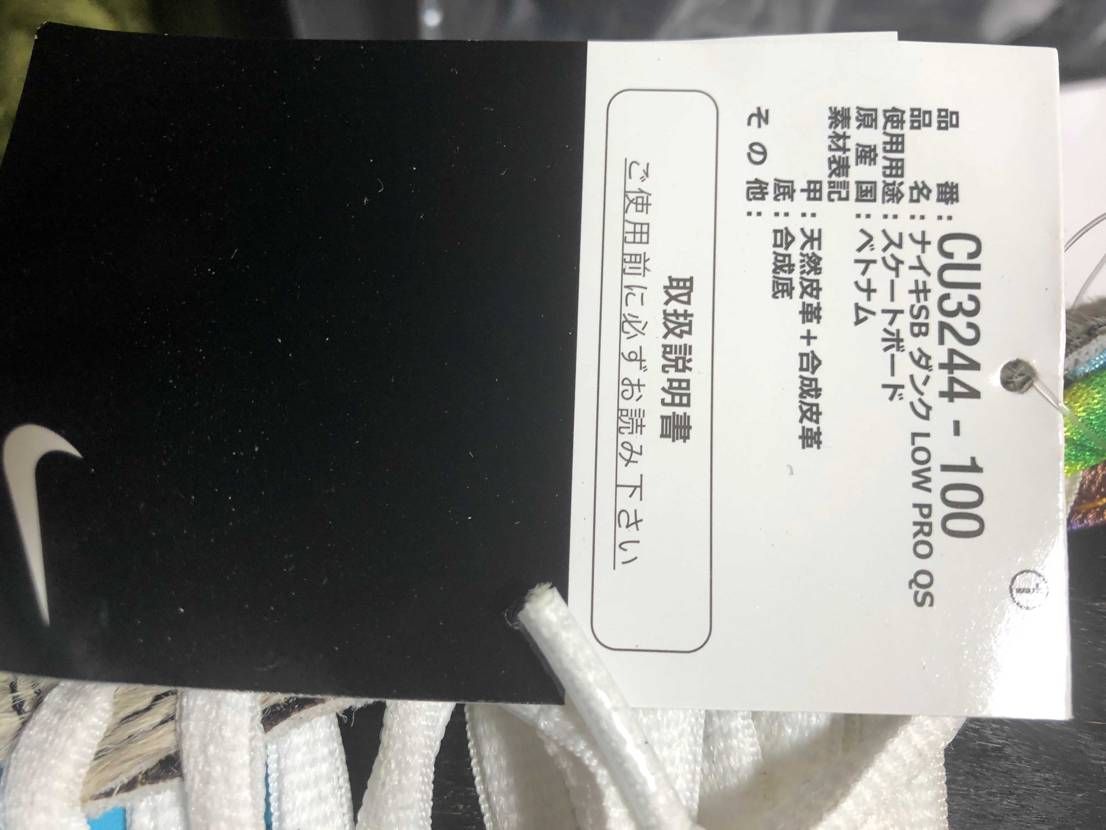 品 番：CU3244 - 100
品 名：ナイキSB ダンク LOW PRO QS
使用用途：スケートボード
原 産 国：ベトナム
素材表記
甲：天然皮革＋合成皮革
底：合成底
そ の 他：
取扱説明書
ご使用前に必ずお読み下さい